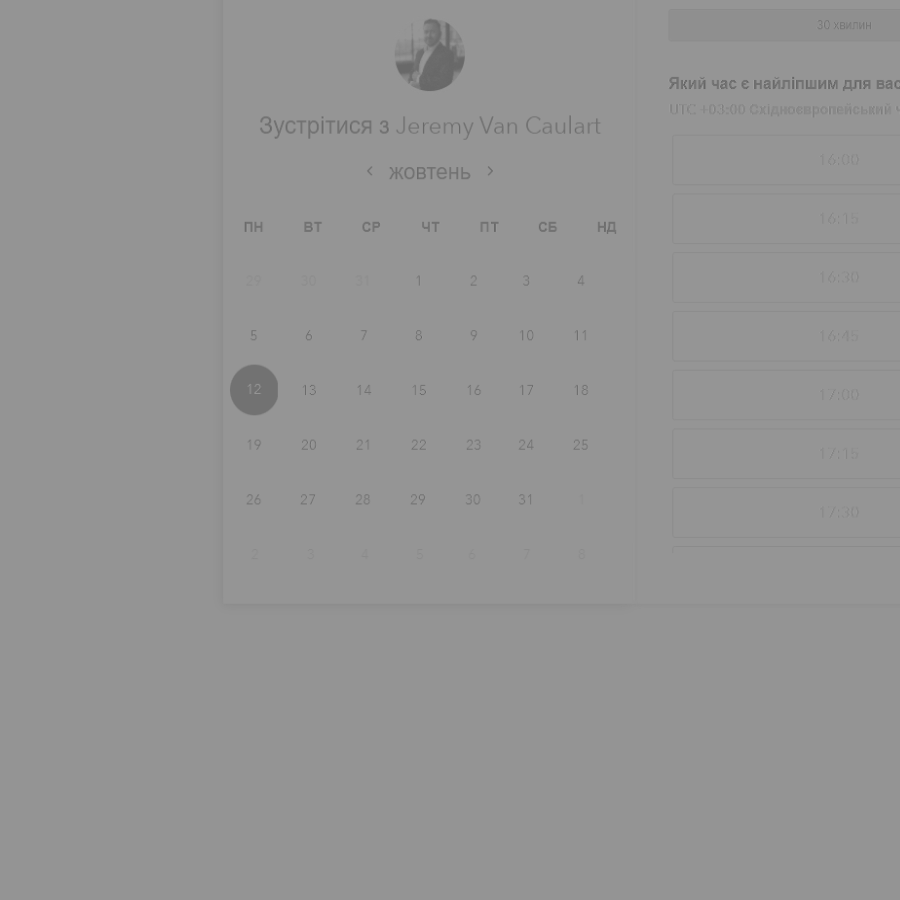 30 хвилин
Який час є найліпшим для вас
UTC +03:00 Східноєвропейський ч
16:00
16:15
16:30
16:45
17:00
17:15
17:30
Зустрітися з Jeremy Van Caulart
жовтень
ПН ВТ СР ЧТ ПТ СБ НД
29 30 31 1 2 3 4
5 6 7 8 9 10 11
12 13 14 15 16 17 18
19 20 21 22 23 24 25
26 27 28 29 30 31 1
2 3 4 5 6 7 8